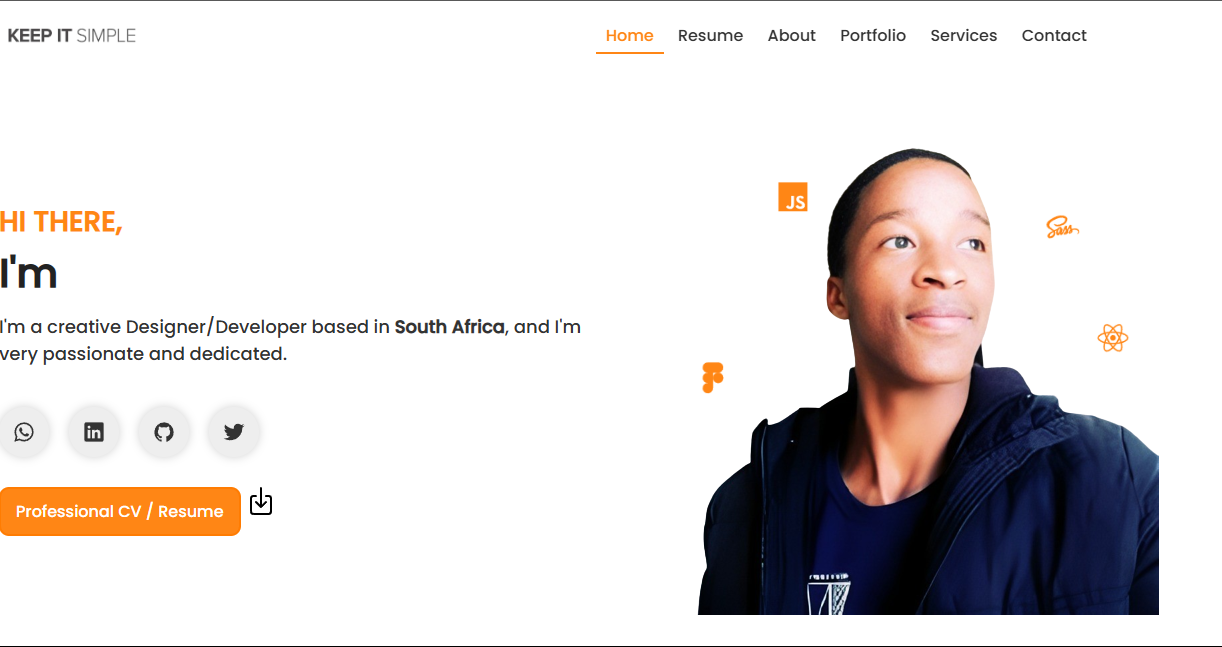 KEEP IT SIMPLE
Home Resume About Portfolio Services Contact
JS
Sass
HI THERE,
I'm
I'm a creative Designer/Developer based in South Africa, and I'm
very passionate and dedicated.
in
Professional CV / Resume